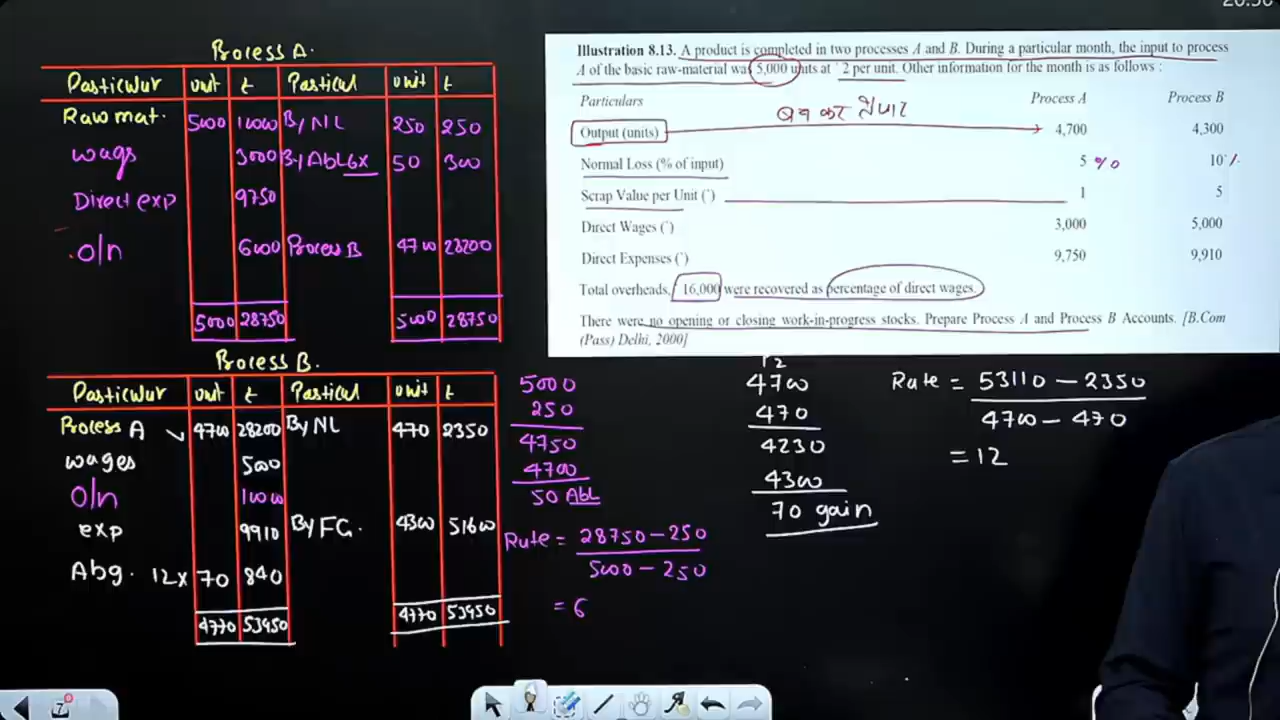 Process A.
Particular unit ₹ Particul unit ₹
Raw mat. 5000 10000 By NL 250 250
wags 3000 By AbL 6x 50 300
Direct exp 9750
o/h 6000 Process B 4700 28200
5000 28750 5000 28750
Process B.
Particular unit ₹ Particul unit ₹
Process A 4700 28200 By NL 470 2350
wages 5000
o/h 10000
exp 9910 By FG. 4300 51600
Abg. 12x 70 840
4770 53950 4770 53950
Illustration 8.13. A product is completed in two processes A and B. During a particular month, the input to process
A of the basic raw-material was 5,000 units at ` 2 per unit. Other information for the month is as follows :
Particulars Process A Process B
Output (units) 4,700 4,300
Normal Loss (% of input) 5 % 10 %
Scrap Value per Unit (`) 1 5
Direct Wages (`) 3,000 5,000
Direct Expenses (`) 9,750 9,910
Total overheads, 16,000 were recovered as percentage of direct wages.
There were no opening or closing work-in-progress stocks. Prepare Process A and Process B Accounts. [B.Com
(Pass) Delhi, 2000]
5000
250
4750
4700
50 Abl
Rate = 28750 - 250
5000 - 250
= 6
4700
470
4230
4300
70 gain
Rate = 53110 - 2350
4700 - 470
= 12
7